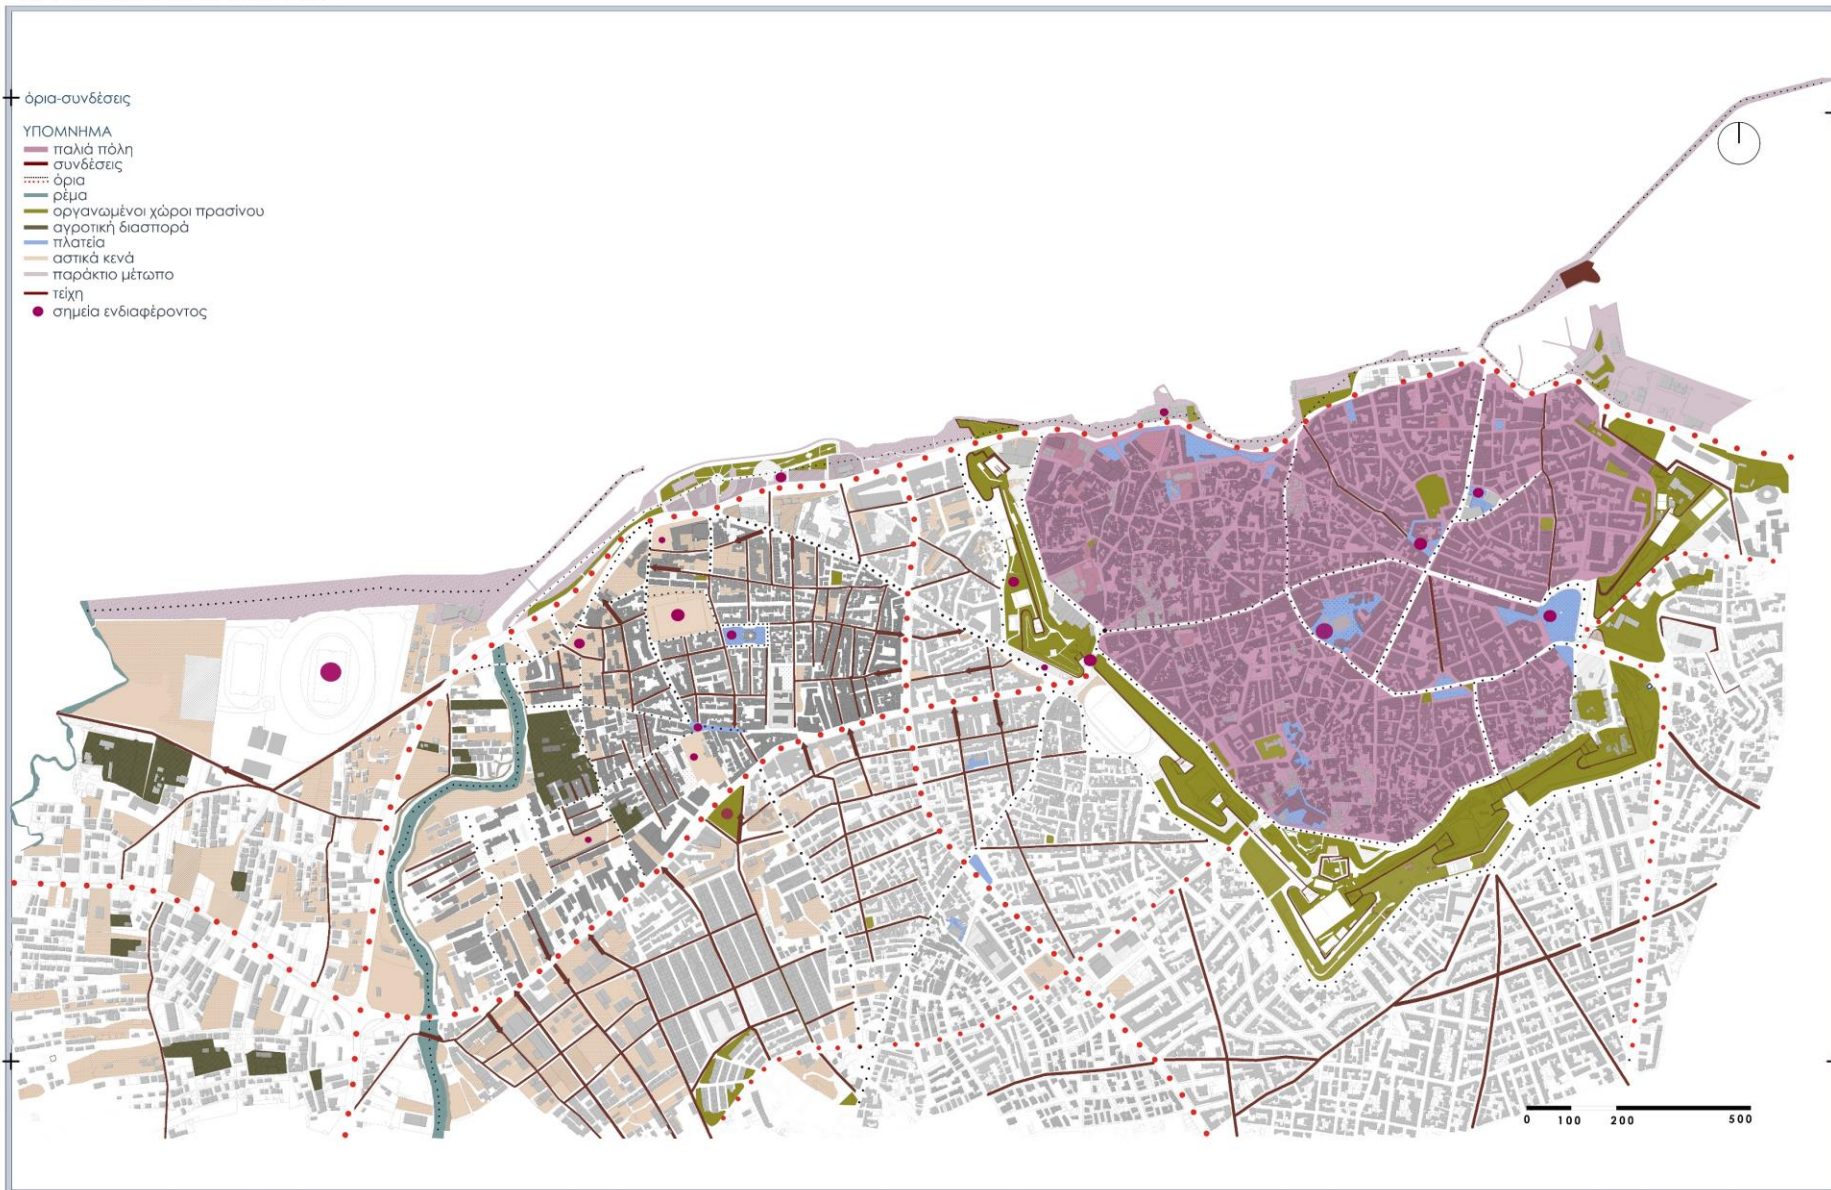 όρια-συνδέσεις
ΥΠΟΜΝΗΜΑ
παλιά πόλη
συνδέσεις
όρια
ρέμα
οργανωμένοι χώροι πρασίνου
αγροτική διασπορά
πλατεία
αστικά κενά
παράκτιο μέτωπο
τείχη
σημεία ενδιαφέροντος
0 100 200 500